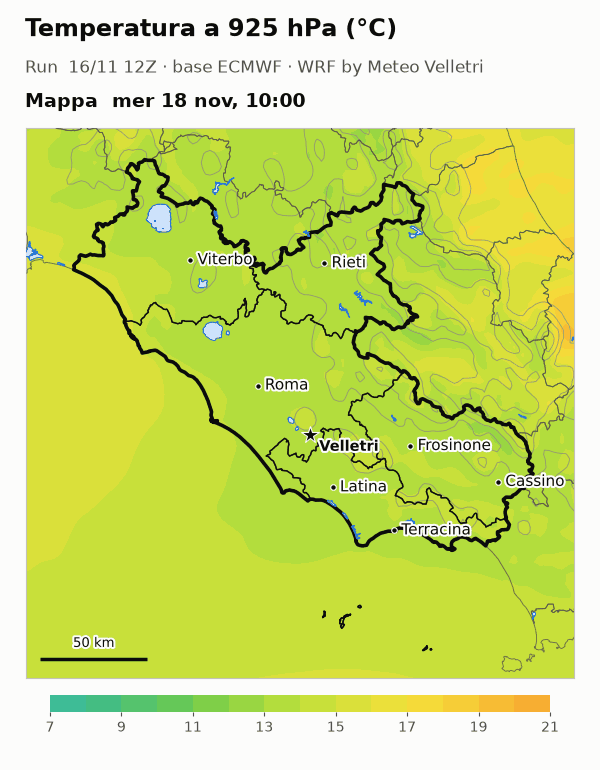 Temperatura a 925 hPa (°C)
Run  16/11 12Z · base ECMWF · WRF by Meteo Velletri
Mappa  mer 18 nov, 10:00
Viterbo
Rieti
Roma
Velletri
Frosinone
Cassino
Latina
Terracina
50 km
7 9 11 13 15 17 19 21